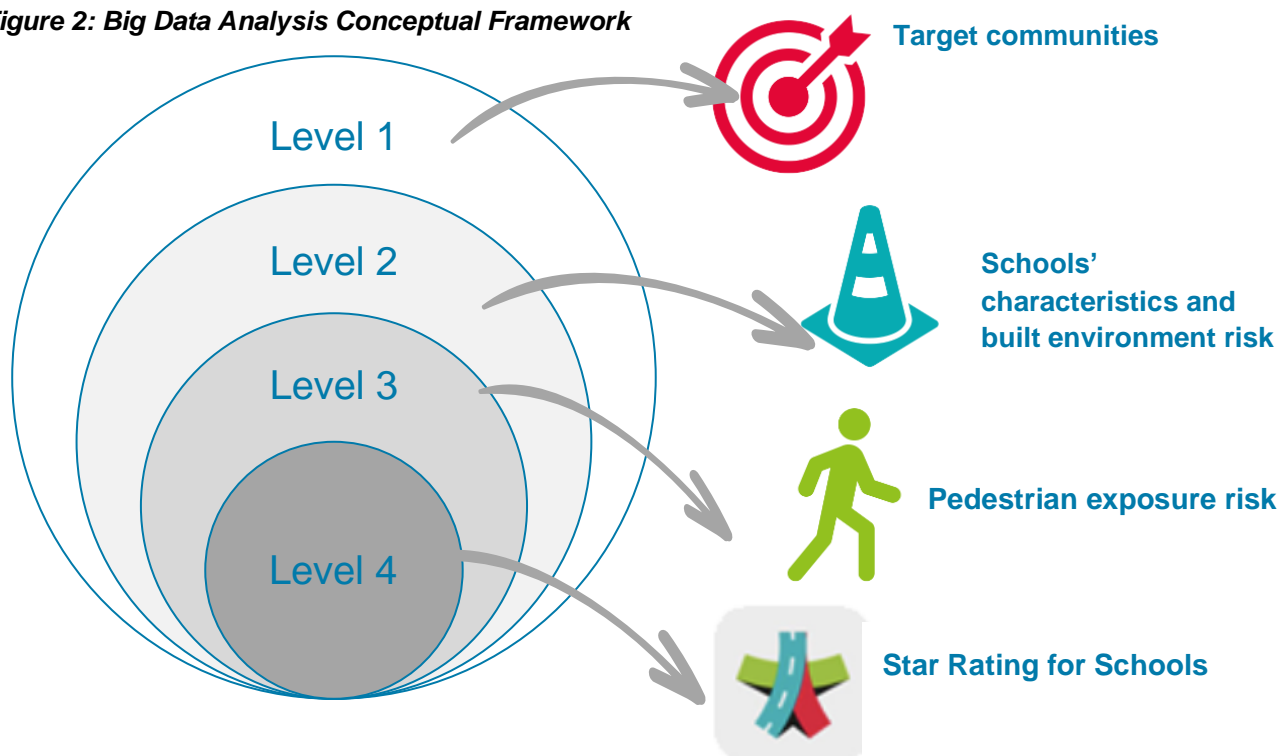 igure 2: Big Data Analysis Conceptual Framework
Target communities
Level 1
Level 2
Schools’
characteristics and
built environment risk
Level 3
Pedestrian exposure risk
Level 4
Star Rating for Schools